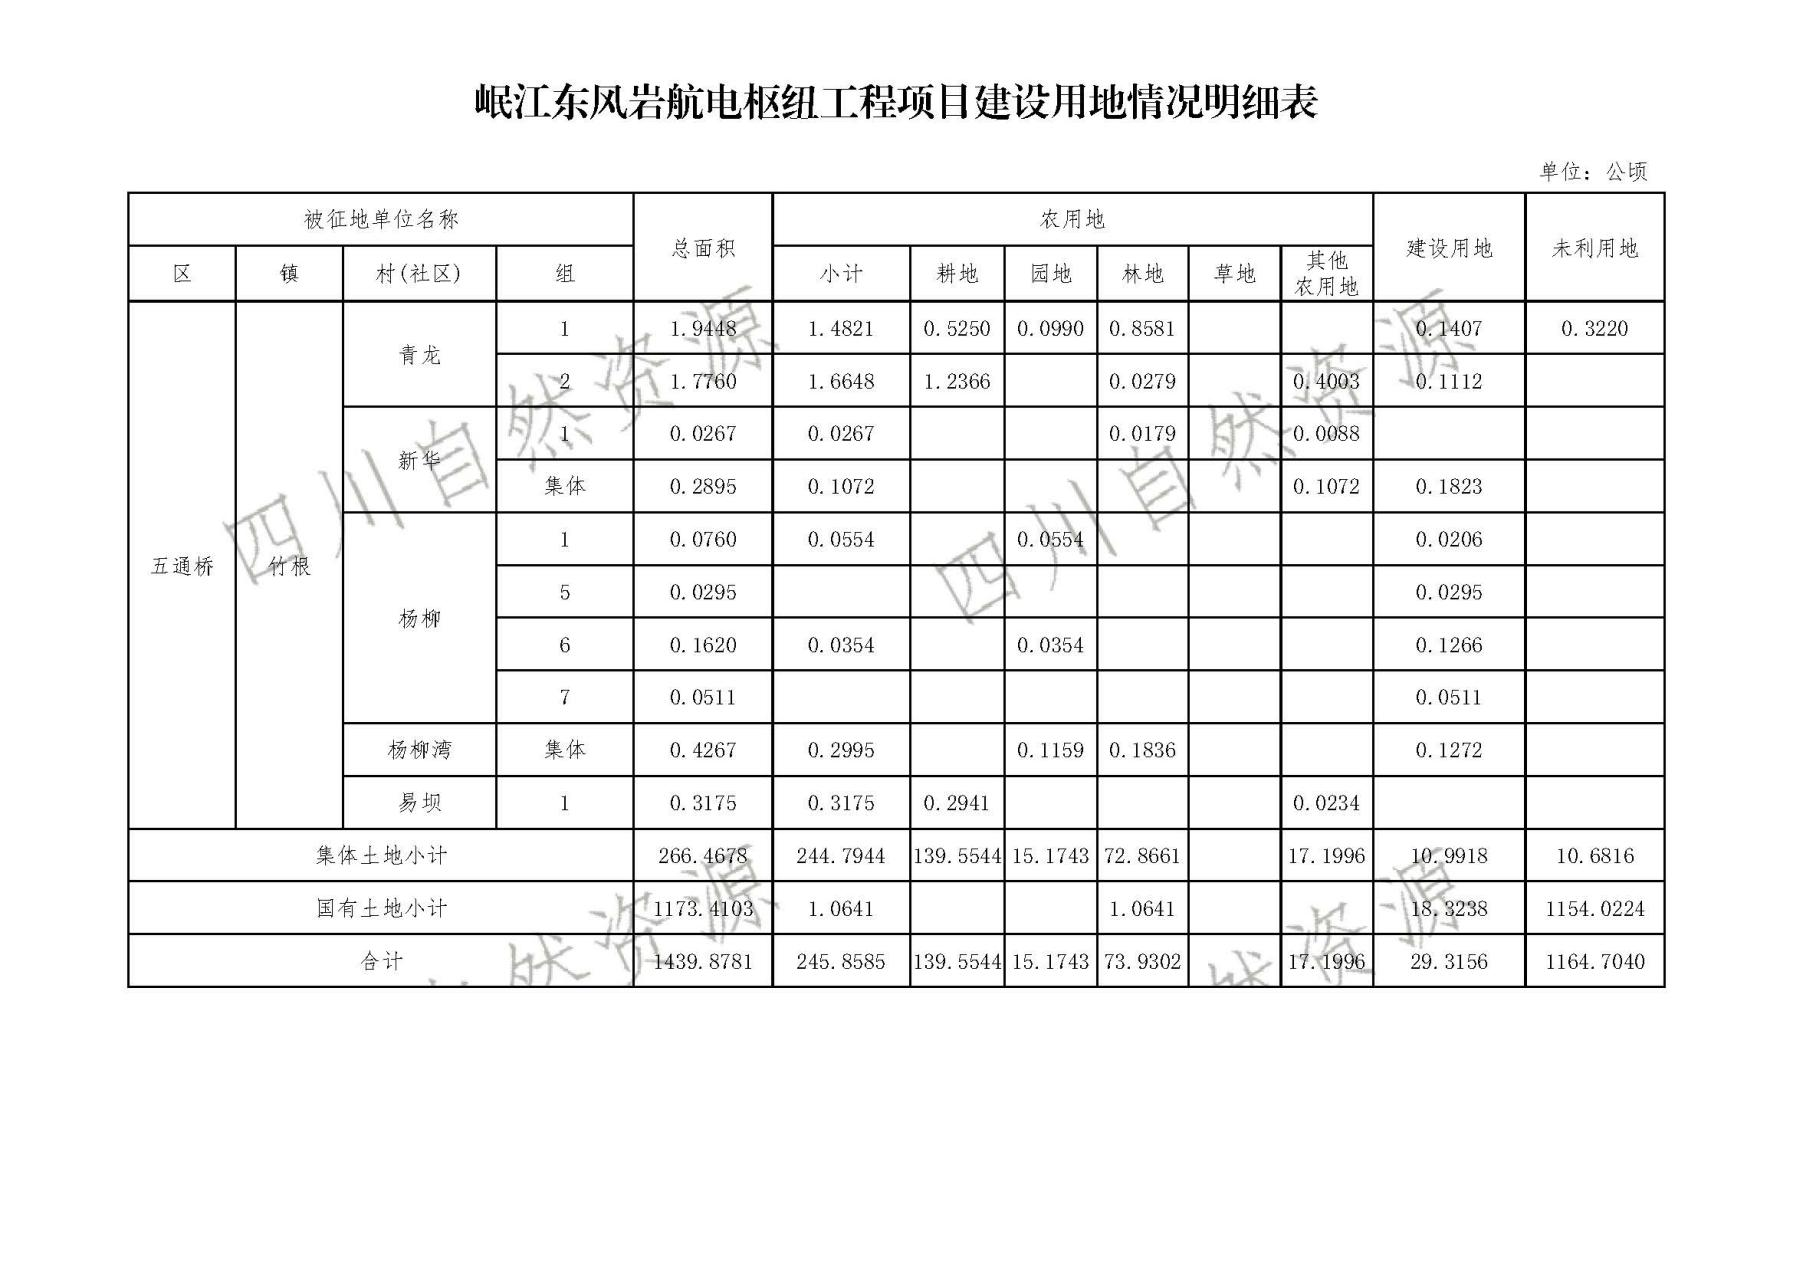 岷江东风岩航电枢纽工程项目建设用地情况明细表
单位：公顷
被征地单位名称 总面积 农用地 建设用地 未利用地
区 镇 村(社区) 组 小计 耕地 园地 林地 草地 其他农用地
五通桥 竹根 青龙 1 1.9448 1.4821 0.5250 0.0990 0.8581 0.1407 0.3220
2 1.7760 1.6648 1.2366 0.0279 0.4003 0.1112
新华 1 0.0267 0.0267 0.0179 0.0088
集体 0.2895 0.1072 0.1072 0.1823
杨柳 1 0.0760 0.0554 0.0554 0.0206
5 0.0295 0.0295
6 0.1620 0.0354 0.0354 0.1266
7 0.0511 0.0511
杨柳湾 集体 0.4267 0.2995 0.1159 0.1836 0.1272
易坝 1 0.3175 0.3175 0.2941 0.0234
集体土地小计 266.4678 244.7944 139.5544 15.1743 72.8661 17.1996 10.9918 10.6816
国有土地小计 1173.4103 1.0641 1.0641 18.3238 1154.0224
合计 1439.8781 245.8585 139.5544 15.1743 73.9302 17.1996 29.3156 1164.7040
四川自然资源
四川自然资源
然资源
然资源